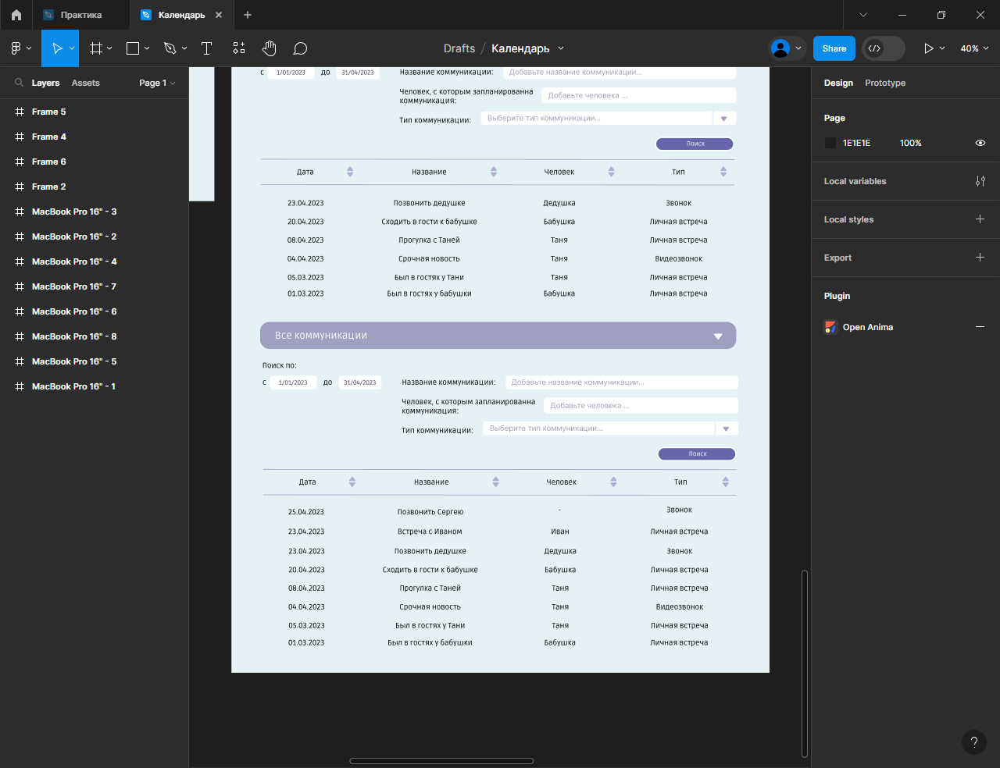 Практика
Календарь
Drafts / Календарь
Share
40%
Layers Assets Page 1
Design Prototype
Frame 5
Frame 4
Frame 6
Frame 2
MacBook Pro 16" - 3
MacBook Pro 16" - 2
MacBook Pro 16" - 4
MacBook Pro 16" - 7
MacBook Pro 16" - 6
MacBook Pro 16" - 8
MacBook Pro 16" - 5
MacBook Pro 16" - 1
с 1/01/2023 до 31/04/2023
Название коммуникации: Добавьте название коммуникации...
Человек, с которым запланированна
коммуникация:
Добавьте человека ...
Тип коммуникации: Выберите тип коммуникации...
Поиск
Дата Название Человек Тип
23.04.2023 Позвонить дедушке Дедушка Звонок
20.04.2023 Сходить в гости к бабушке Бабушка Личная встреча
08.04.2023 Прогулка с Таней Таня Личная встреча
04.04.2023 Срочная новость Таня Видеозвонок
05.03.2023 Был в гостях у Тани Таня Личная встреча
01.03.2023 Был в гостях у бабушки Бабушка Личная встреча
Все коммуникации
Поиск по:
с 1/01/2023 до 31/04/2023
Название коммуникации: Добавьте название коммуникации...
Человек, с которым запланированна
коммуникация:
Добавьте человека ...
Тип коммуникации: Выберите тип коммуникации...
Поиск
Дата Название Человек Тип
25.04.2023 Позвонить Сергею - Звонок
23.04.2023 Встреча с Иваном Иван Личная встреча
23.04.2023 Позвонить дедушке Дедушка Звонок
20.04.2023 Сходить в гости к бабушке Бабушка Личная встреча
08.04.2023 Прогулка с Таней Таня Личная встреча
04.04.2023 Срочная новость Таня Видеозвонок
05.03.2023 Был в гостях у Тани Таня Личная встреча
01.03.2023 Был в гостях у бабушки Бабушка Личная встреча
Page
1E1E1E 100%
Local variables
Local styles
Export
Plugin
Open Anima
?